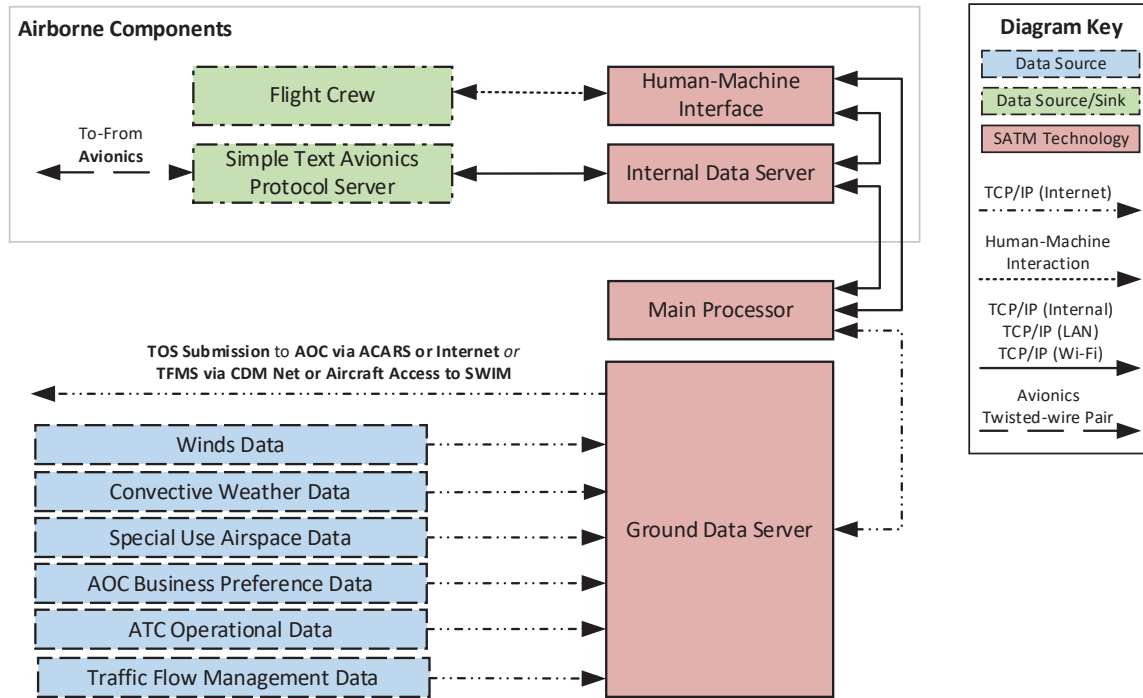 Airborne Components
Flight Crew
Human-Machine
Interface
To-From
Avionics
Simple Text Avionics
Protocol Server
Internal Data Server
Main Processor
TOS Submission to AOC via ACARS or Internet or
TFMS via CDM Net or Aircraft Access to SWIM
Winds Data
Convective Weather Data
Special Use Airspace Data
AOC Business Preference Data
ATC Operational Data
Traffic Flow Management Data
Ground Data Server
Diagram Key
Data Source
Data Source/Sink
SATM Technology
TCP/IP (Internet)
Human-Machine
Interaction
TCP/IP (Internal)
TCP/IP (LAN)
TCP/IP (Wi-Fi)
Avionics
Twisted-wire Pair